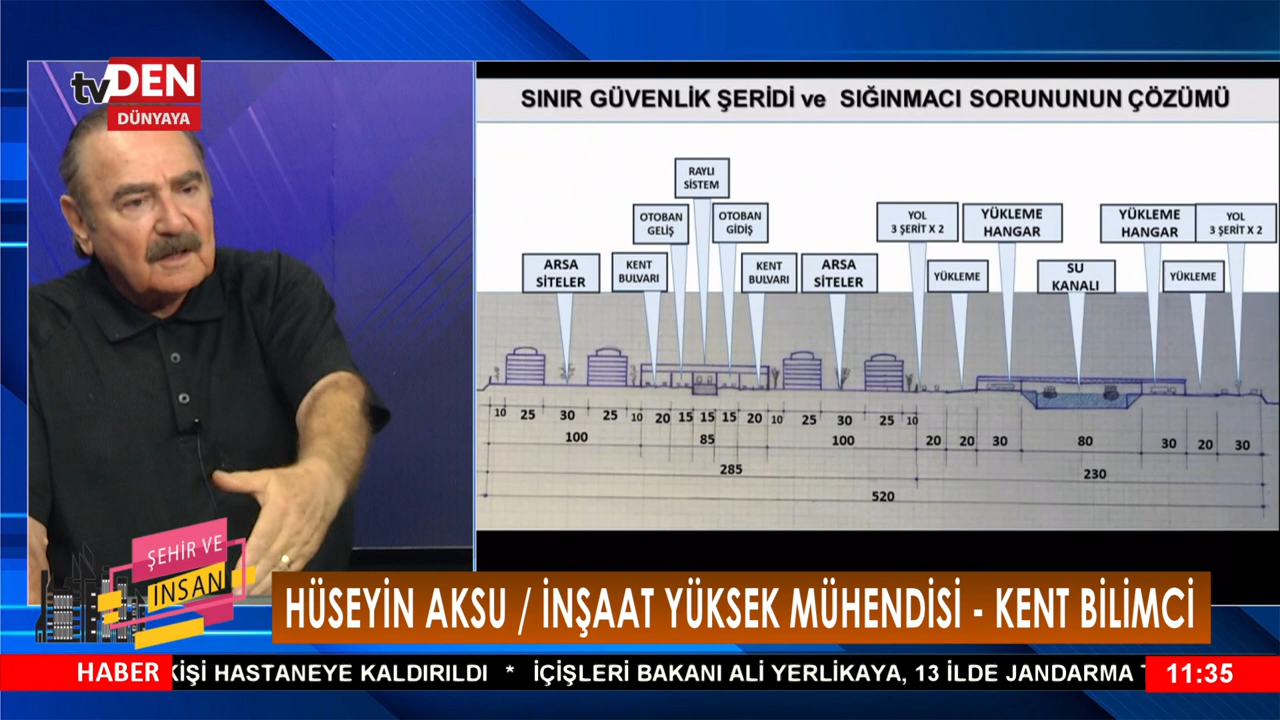 tvDEN
DÜNYAYA
SINIR GÜVENLİK ŞERİDİ ve SIĞINMACI SORUNUNUN ÇÖZÜMÜ
RAYLI
SİSTEM
OTOBAN
GELİŞ
OTOBAN
GİDİŞ
YOL
3 ŞERİT X 2
YÜKLEME
HANGAR
YÜKLEME
HANGAR
YOL
3 ŞERİT X 2
ARSA
SİTELER
KENT
BULVARI
KENT
BULVARI
ARSA
SİTELER
YÜKLEME
SU
KANALI
YÜKLEME
10 25 30 25 10 20 15 15 15 20 10 25 30 25 10
100 85 100 20 20 30 80 30 20 30
285 230
520
ŞEHİR VE
INSAN
HÜSEYİN AKSU / İNŞAAT YÜKSEK MÜHENDİSİ - KENT BİLİMCİ
HABER KİŞİ HASTANEYE KALDIRILDI * İÇİŞLERİ BAKANI ALİ YERLİKAYA, 13 İLDE JANDARMA 11:35